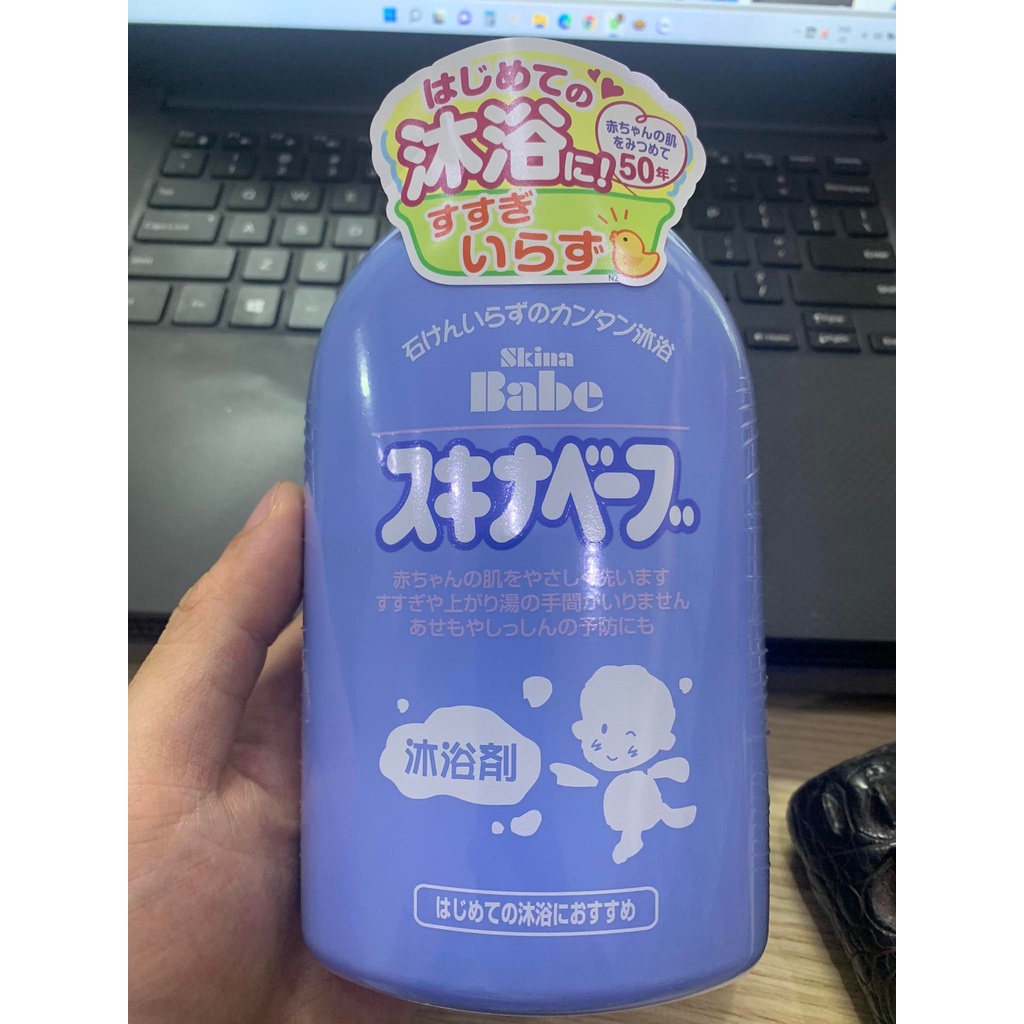 はじめての
沐浴に!
赤ちゃんの肌
をみつめて
50年
すすぎ
いらず
N2
石けんいらずのカンタン沐浴
Skina
Babe
スキナベーブ
赤ちゃんの肌をやさしく洗います
すすぎや上がり湯の手間がいりません
あせもやしっしんの予防にも
沐浴剤
はじめての沐浴におすすめ